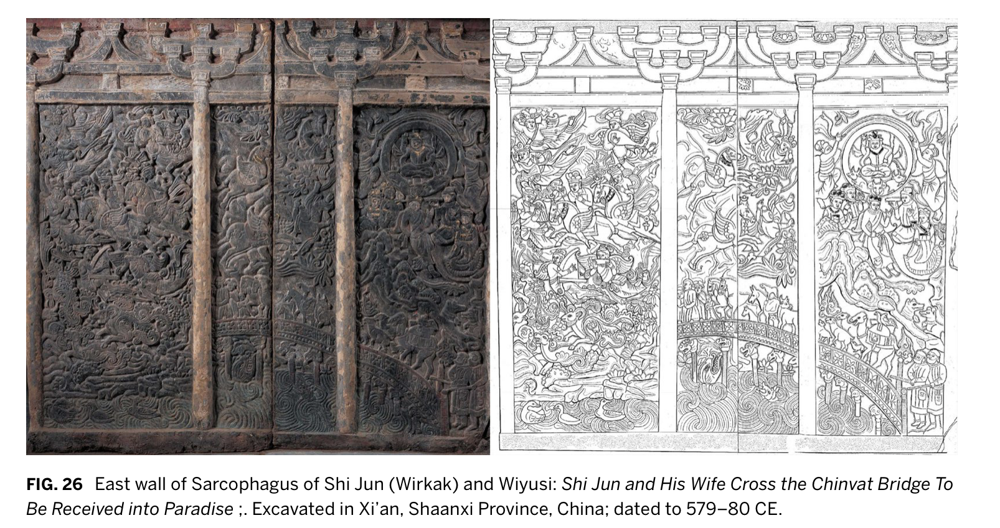 FIG. 26 East wall of Sarcophagus of Shi Jun (Wirkak) and Wiyusi: Shi Jun and His Wife Cross the Chinvat Bridge To
Be Received into Paradise ;. Excavated in Xi’an, Shaanxi Province, China; dated to 579–80 CE.